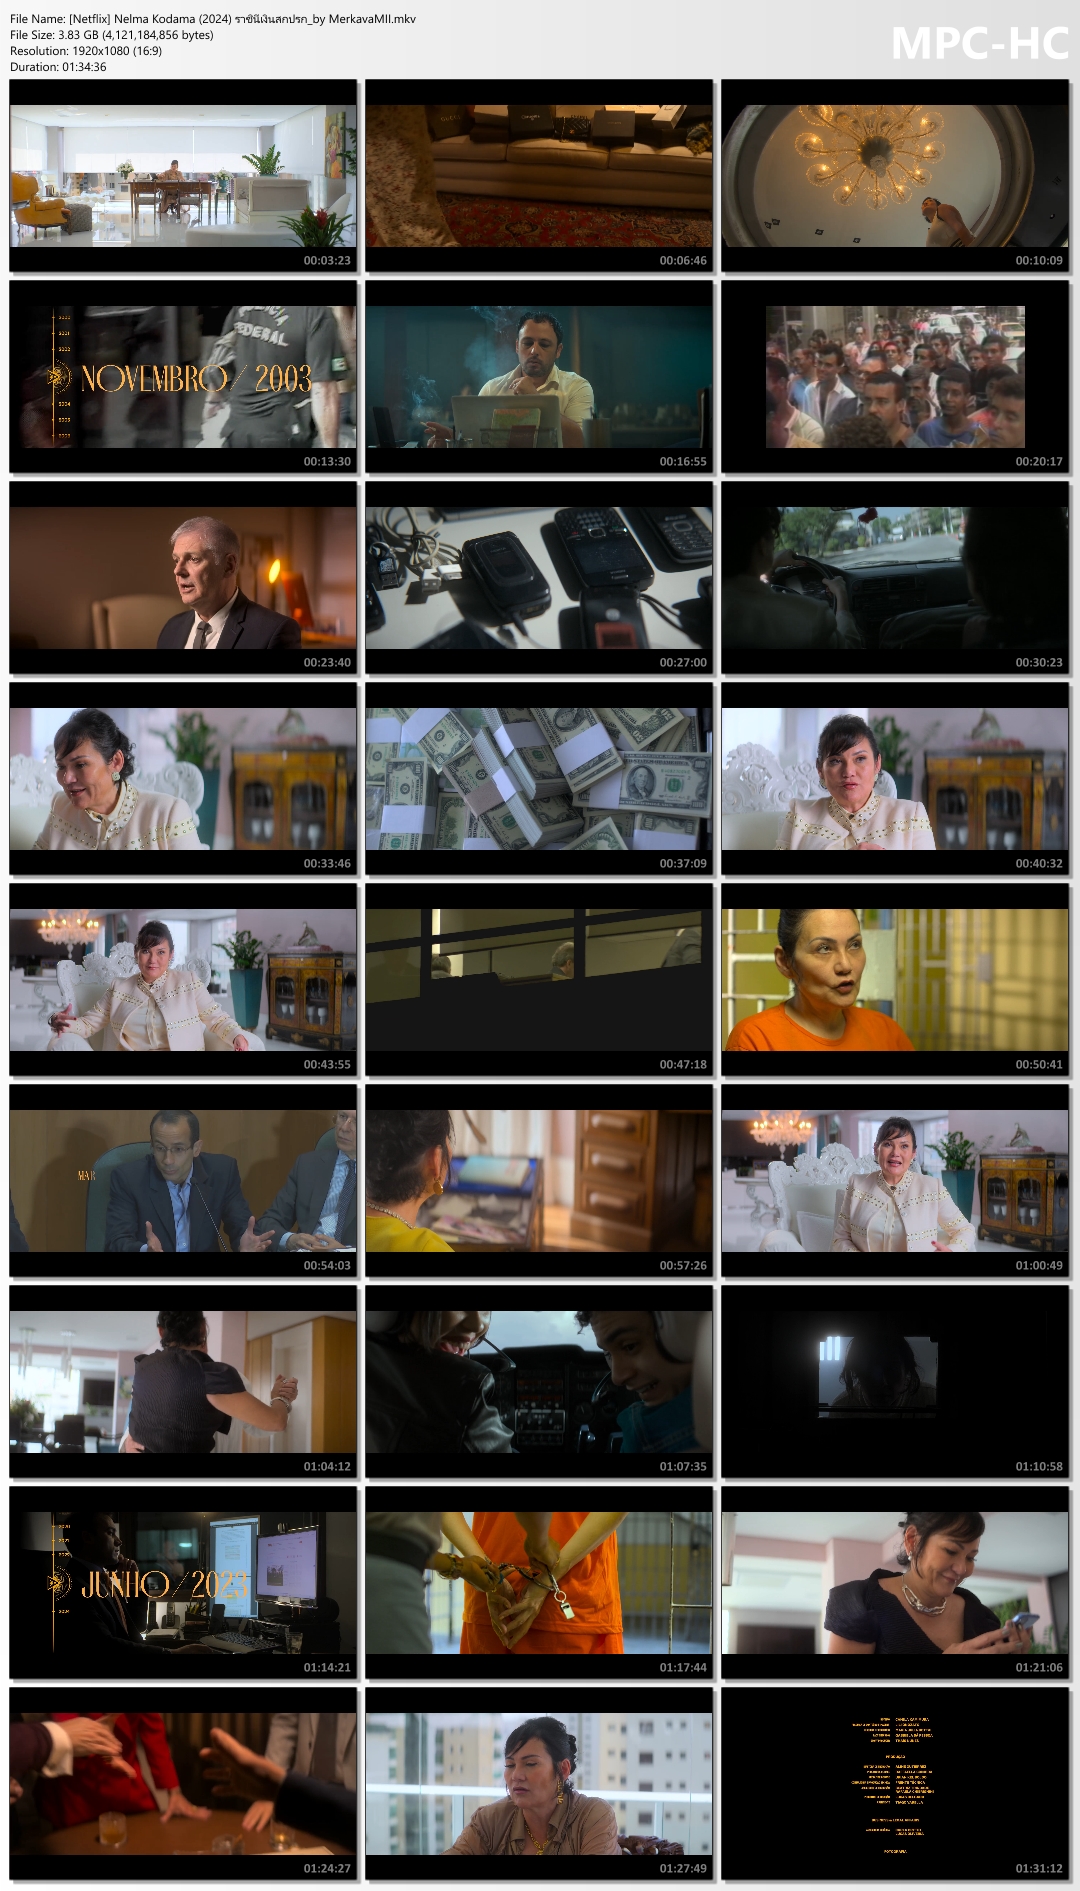 File Name: [Netflix] Nelma Kodama (2024) ราชินีเงินสกปรก_by MerkavaMII.mkv
MPC-HC
File Size: 3.83 GB (4,121,184,856 bytes)
Resolution: 1920x1080 (16:9)
Duration: 01:34:36
00:03:23
00:06:46
00:10:09
FEDERAL
NOVEMBRO/ 2003
00:13:30
00:16:55
00:20:17
00:23:40
00:27:00
00:30:23
00:33:46
00:37:09
00:40:32
00:43:55
00:47:18
00:50:41
MAR
00:54:03
00:57:26
01:00:49
01:04:12
01:07:35
01:10:58
JUNHO/2023
01:14:21
01:17:44
01:21:06
01:24:27
01:27:49
PRODUÇÃO
FOTOGRAFIA
01:31:12